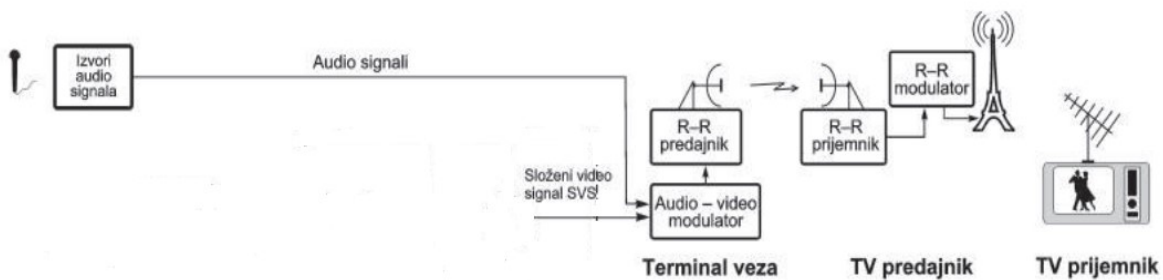 Izvori
audio
signala
Audio signali
R–R
predajnik
R–R
prijemnik
R–R
modulator
Složeni video
signal SVS
Audio – video
modulator
Terminal veza
TV predajnik
TV prijemnik